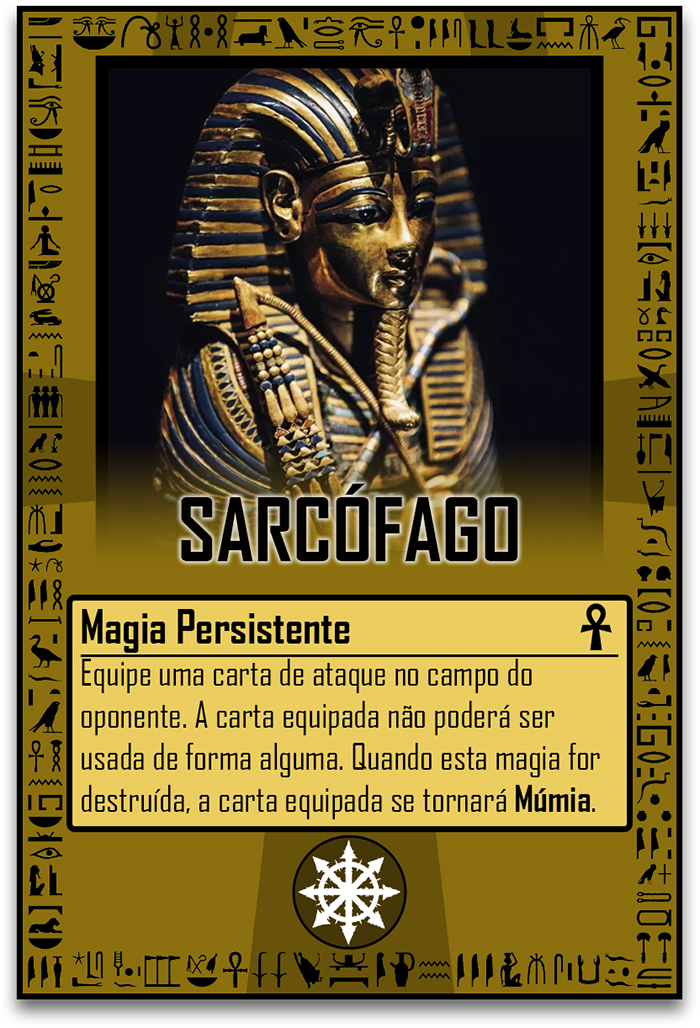 SARCÓFAGO
Magia Persistente
Equipe uma carta de ataque no campo do
oponente. A carta equipada não poderá ser
usada de forma alguma. Quando esta magia for
destruída, a carta equipada se tornará Múmia.